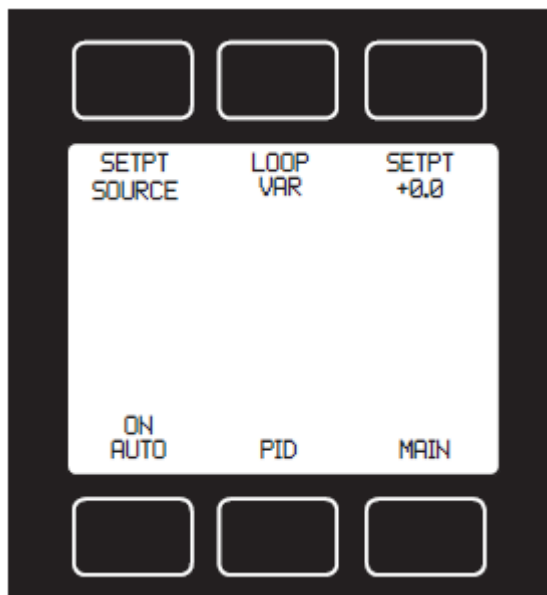 SETPT LOOP SETPT
SOURCE VAR +0.0
ON
AUTO PID MAIN